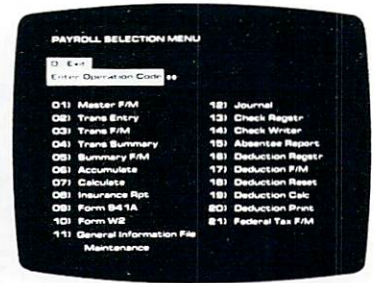 PAYROLL SELECTION MENU
0 Exit
Enter Operation Code
01) Master F/M
02) Trans Entry
03) Trans F/M
04) Trans Summary
05) Summary F/M
06) Accumulate
07) Calculate
08) Insurance Rpt
09) Form 941A
10) Form W2
11) General Information File
Maintenance
12) Journal
13) Check Regstr
14) Check Writer
15) Absentee Report
16) Deduction Regstr
17) Deduction F/M
18) Deduction Reset
19) Deduction Calc
20) Deduction Print
21) Federal Tax F/M